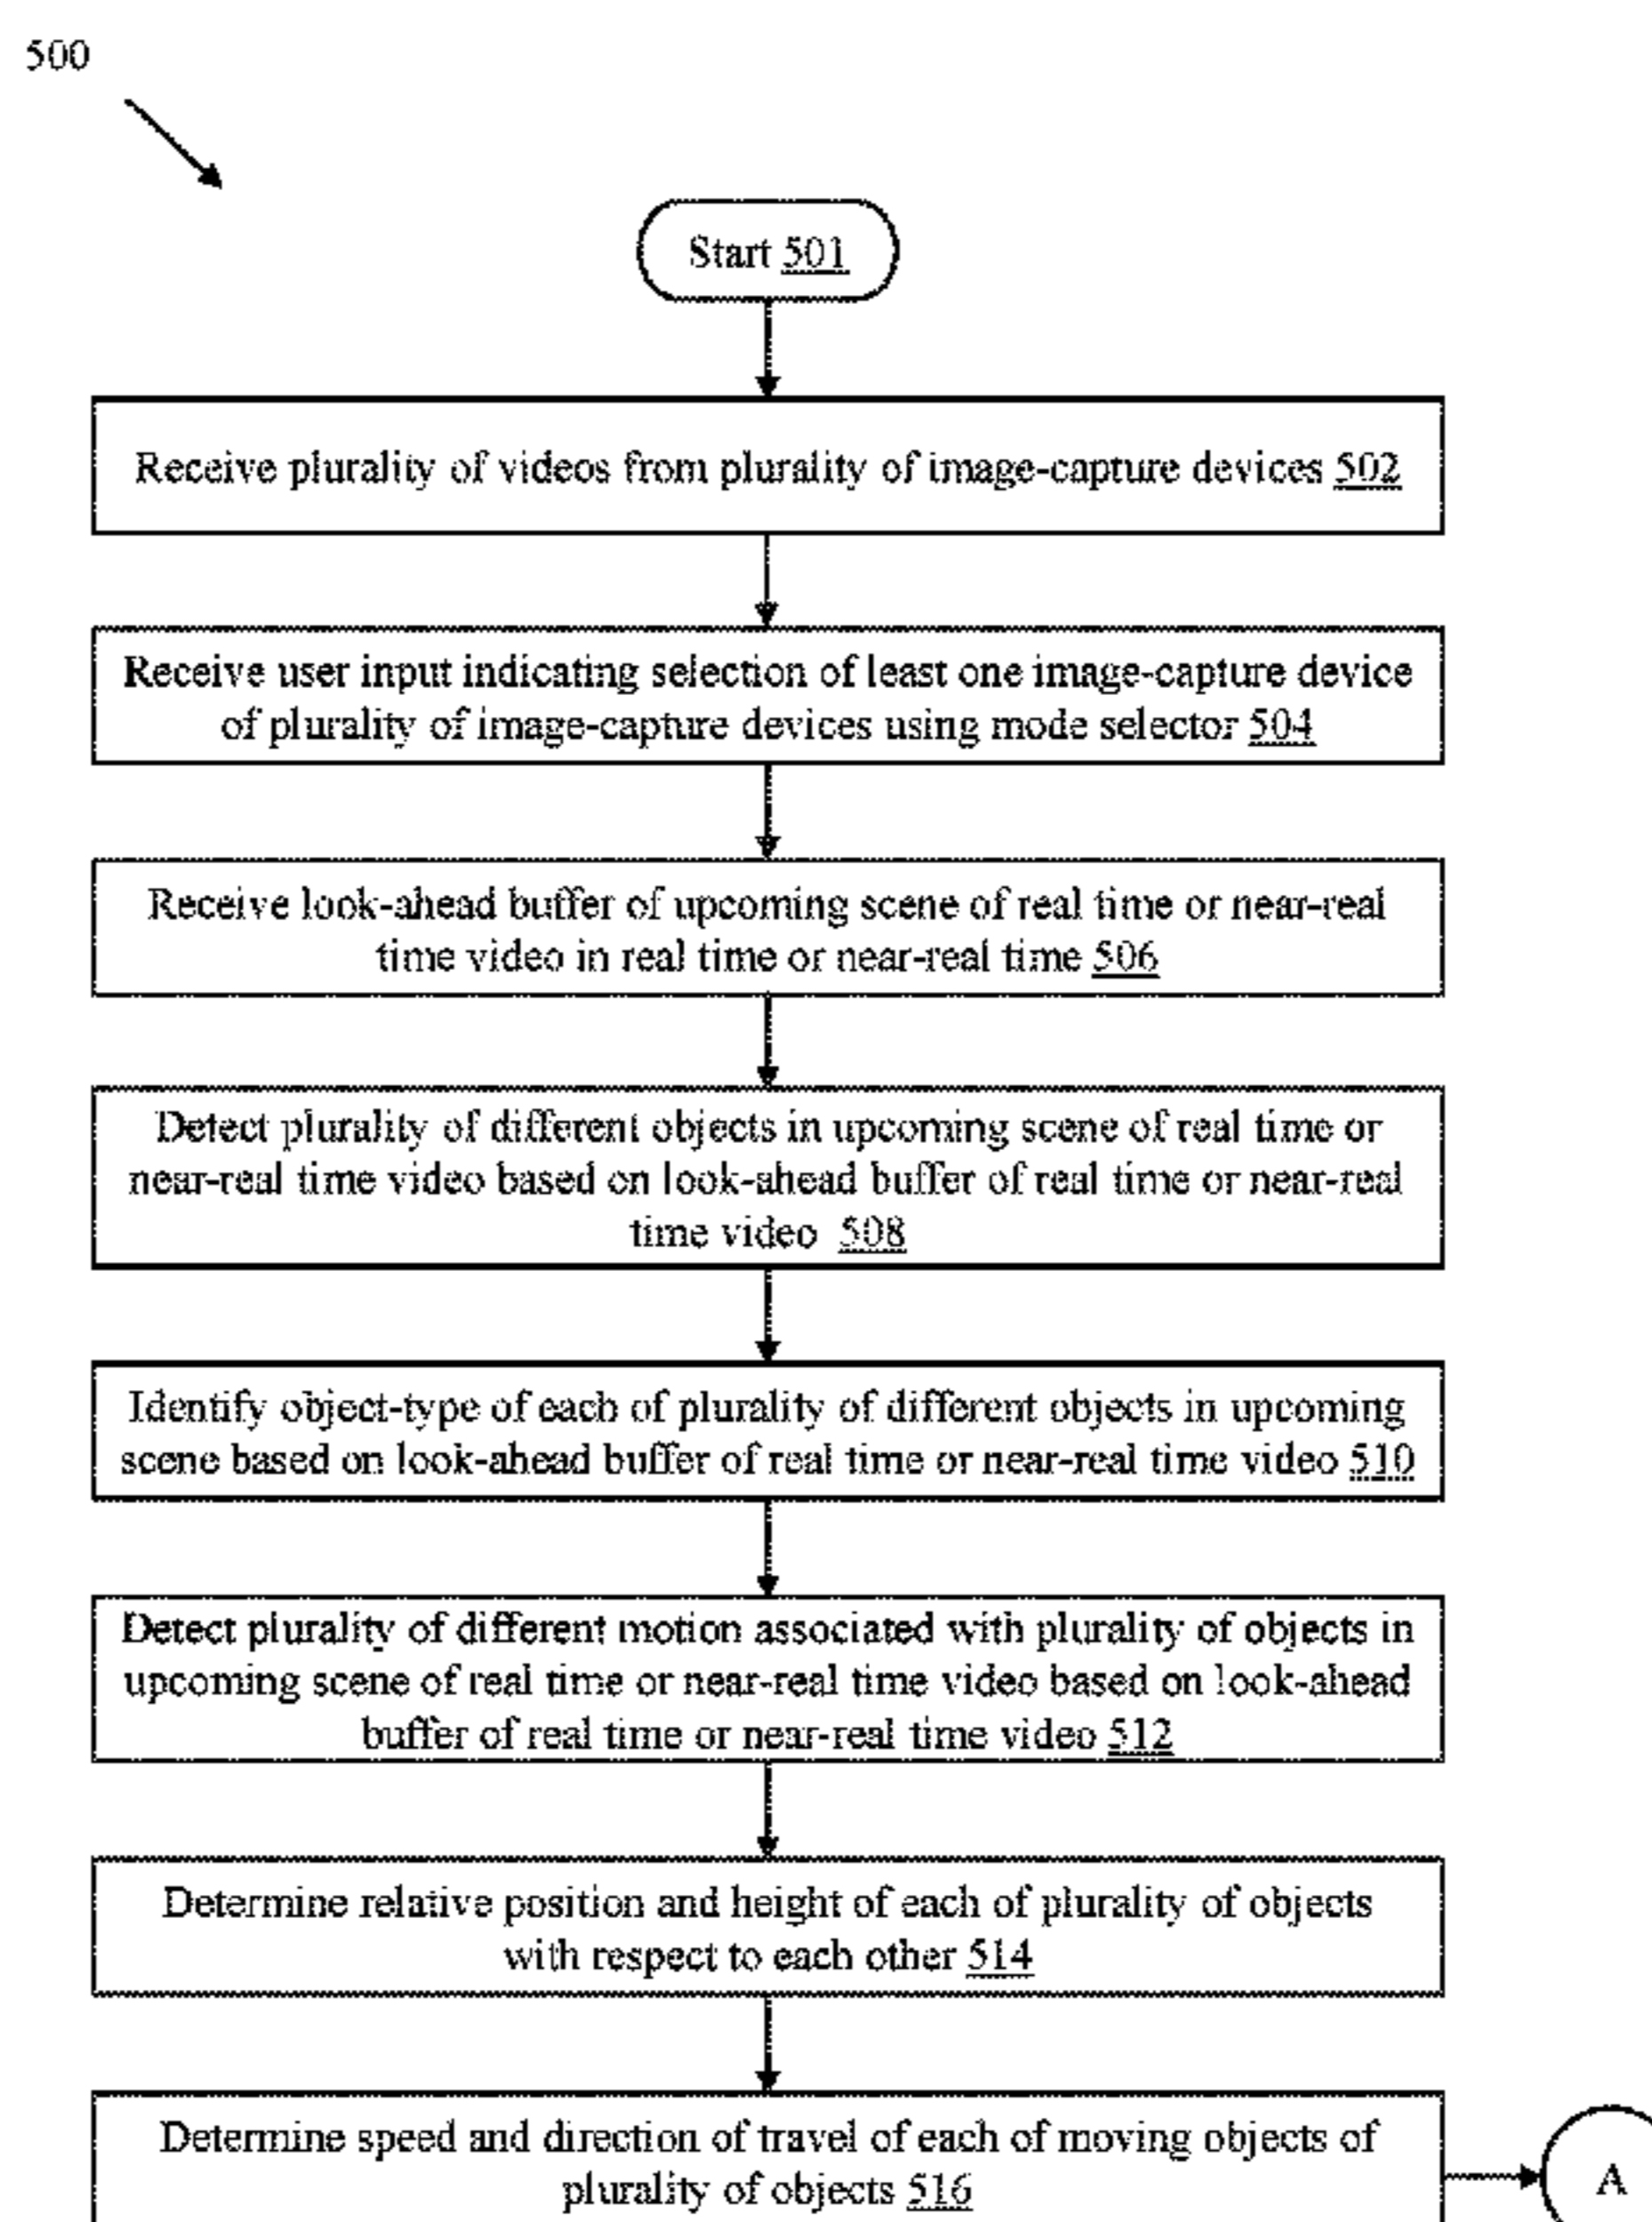 500
Start 501
Receive plurality of videos from plurality of image-capture devices 502
Receive user input indicating selection of least one image-capture device
of plurality of image-capture devices using mode selector 504
Receive look-ahead buffer of upcoming scene of real time or near-real
time video in real time or near-real time 506
Detect plurality of different objects in upcoming scene of real time or
near-real time video based on look-ahead buffer of real time or near-real
time video 508
Identify object-type of each of plurality of different objects in upcoming
scene based on look-ahead buffer of real time or near-real time video 510
Detect plurality of different motion associated with plurality of objects in
upcoming scene of real time or near-real time video based on look-ahead
buffer of real time or near-real time video 512
Determine relative position and height of each of plurality of objects
with respect to each other 514
Determine speed and direction of travel of each of moving objects of
plurality of objects 516
A